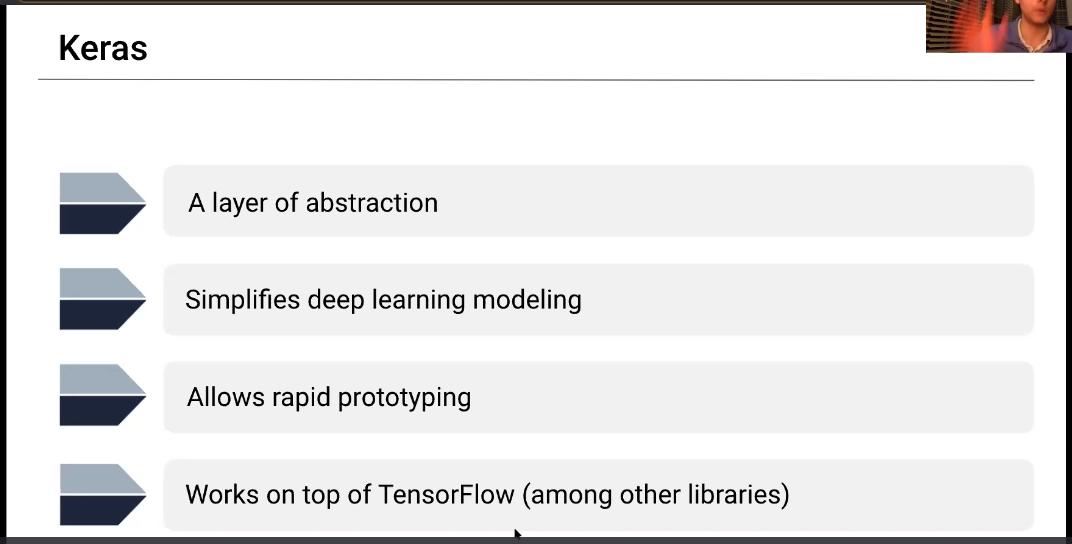 Keras
A layer of abstraction
Simplifies deep learning modeling
Allows rapid prototyping
Works on top of TensorFlow (among other libraries)